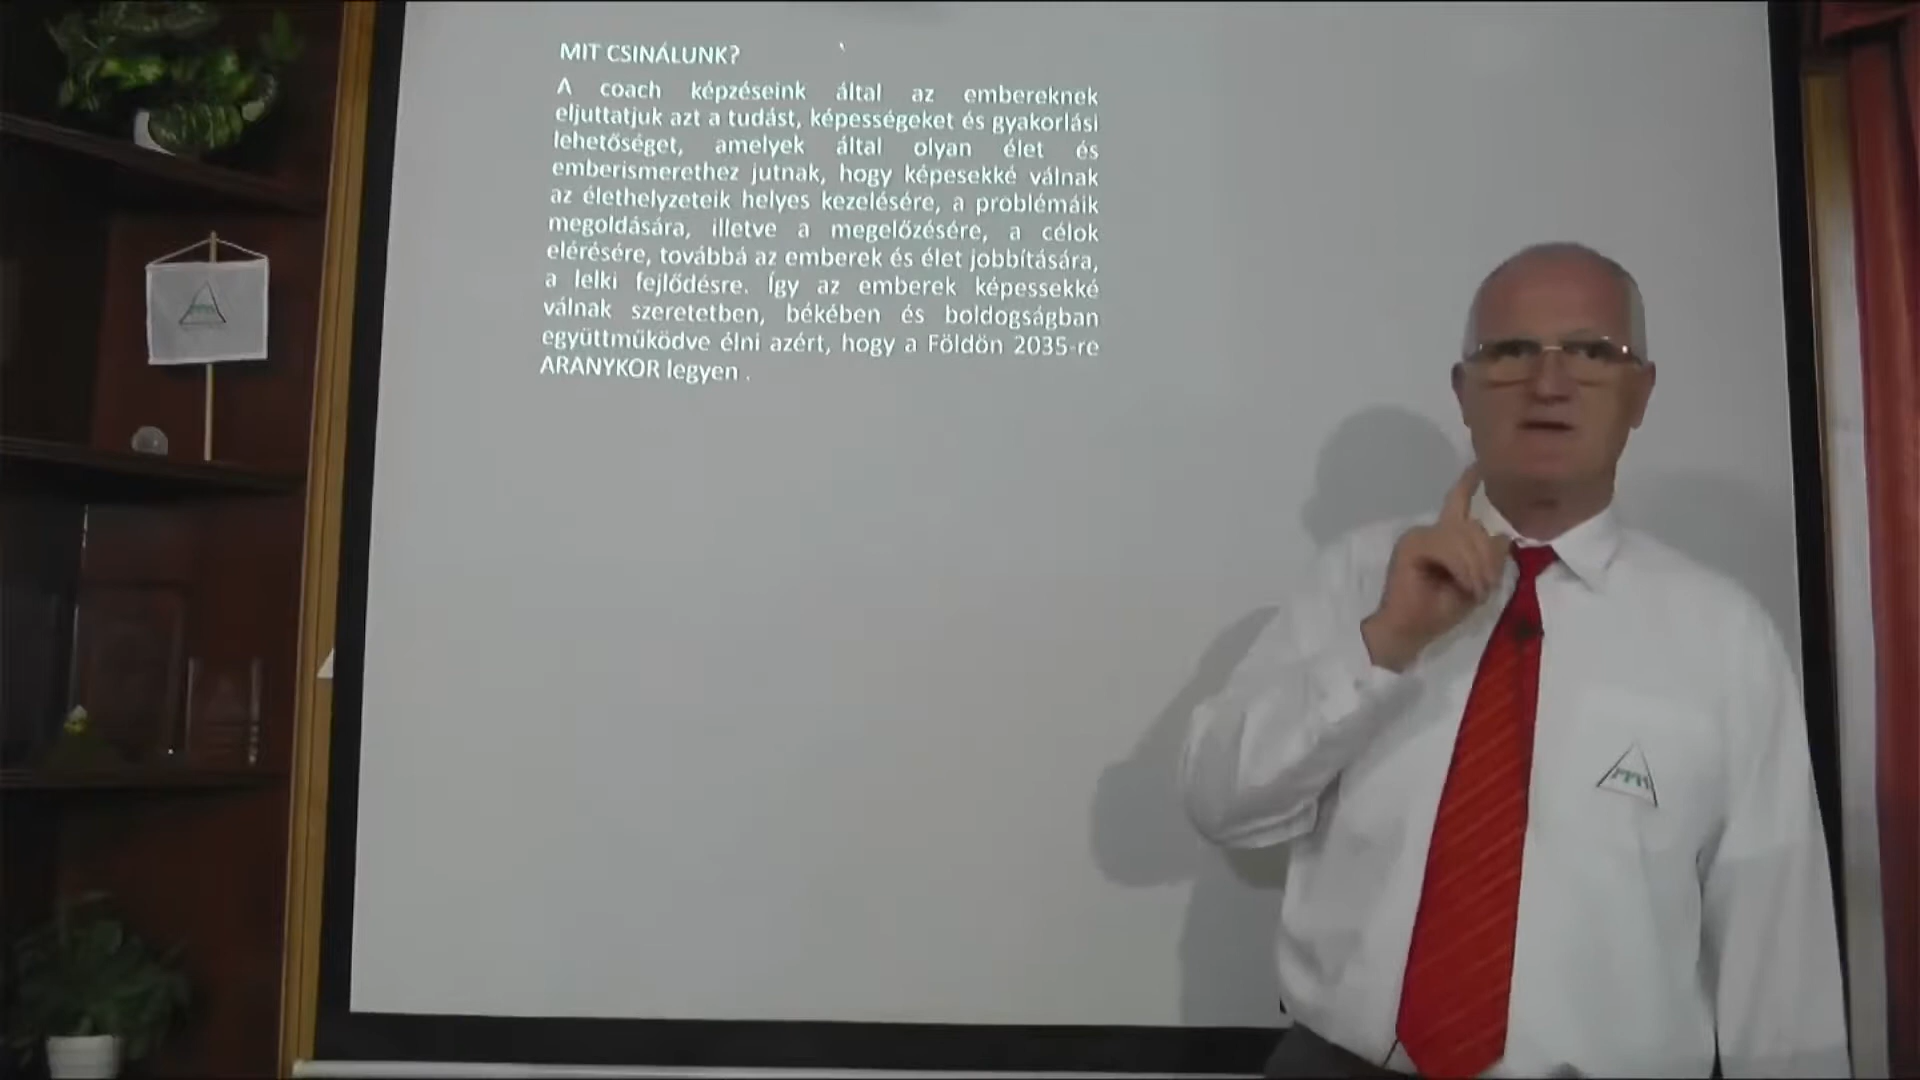 MIT CSINÁLUNK?
A coach képzéseink által az embereknek
eljuttatjuk azt a tudást, képességeket és gyakorlási
lehetőséget, amelyek által olyan élet és
emberismerethez jutnak, hogy képesekké válnak
az élethelyzeteik helyes kezelésére, a problémáik
megoldására, illetve a megelőzésére, a célok
elérésére, továbbá az emberek és élet jobbítására,
a lelki fejlődésre. Így az emberek képessekké
válnak szeretetben, békében és boldogságban
együttműködve élni azért, hogy a Földön 2035-re
ARANYKOR legyen .